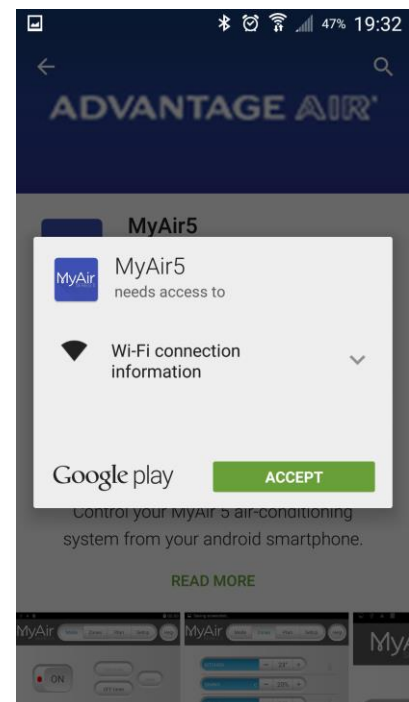 47% 19:32
ADVANTAGE AIR
MyAir5
MyAir
MyAir5
needs access to
Wi-Fi connection
information
Google play
ACCEPT
Control your MyAir 5 air-conditioning
system from your android smartphone.
READ MORE
MyAir
MyAir
MyA
ON